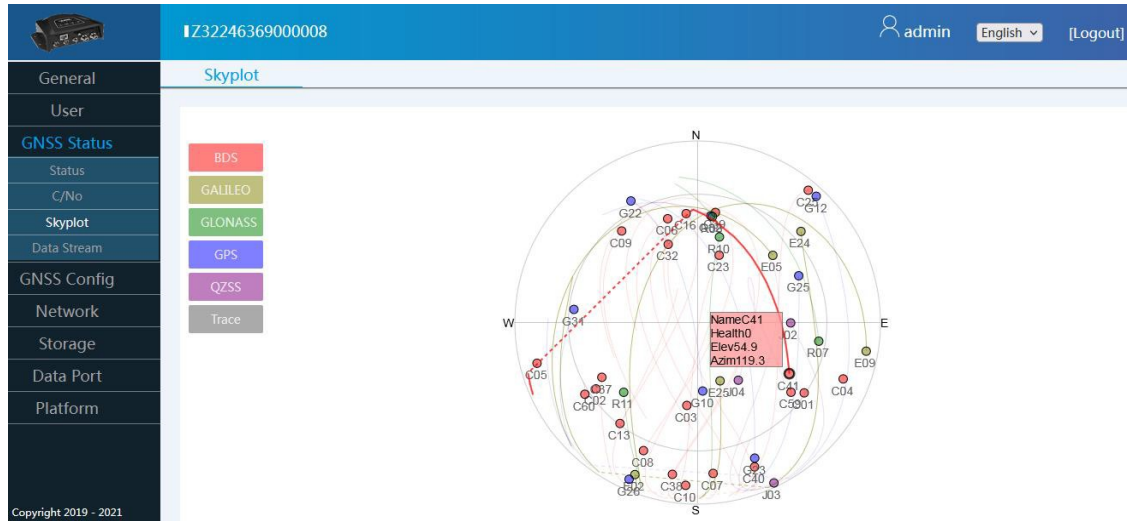 IZ32246369000008
admin
English
[Logout]
General
User
GNSS Status
Status
C/No
Skyplot
Data Stream
GNSS Config
Network
Storage
Data Port
Platform
Copyright 2019 - 2021
Skyplot
BDS
GALILEO
GLONASS
GPS
QZSS
Trace
N
G22
C06
C16
G12
C09
R10
E24
C32
C23
E05
G25
W
G31
NameC41
Health0
Elev54.9
Azim119.3
E
R07
E09
C05
C41
C04
C60
C02
R11
G10
E25
J04
C59
C03
C13
C08
G26
C38
C10
C07
C40
J03
S